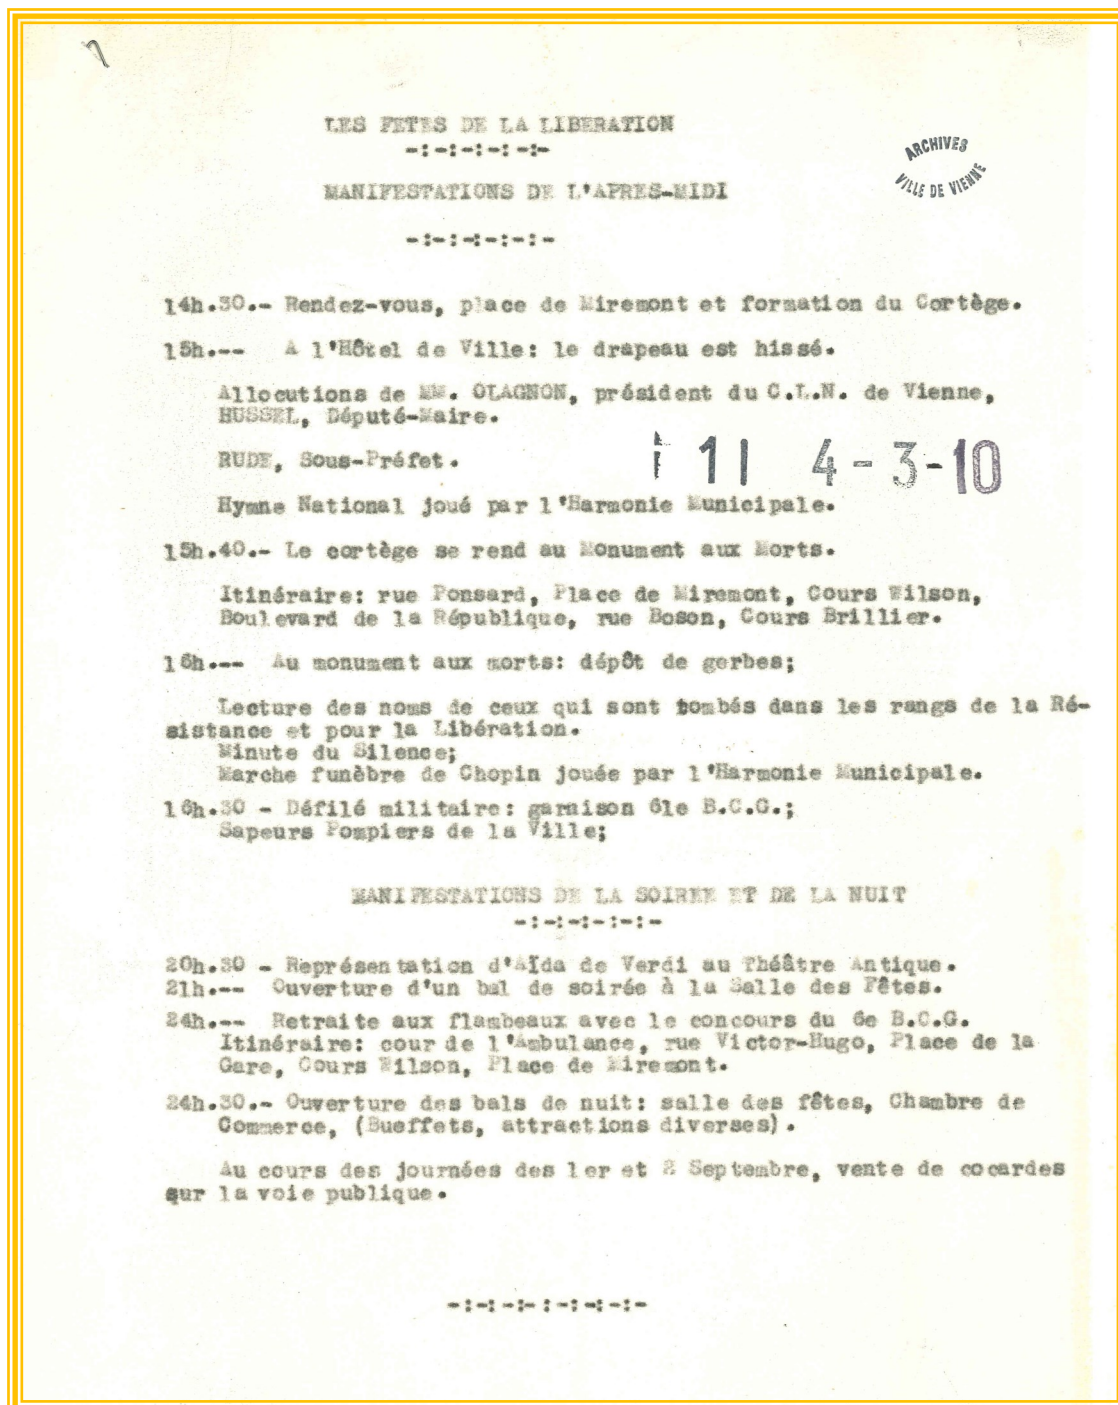 LES FETES DE LA LIBERATION
-:-:-:-:-:-
ARCHIVES
VILLE DE VIENNE
MANIFESTATIONS DE L'APRES-MIDI
-:-:-:-:-:-
14h.30.- Rendez-vous, place de Miremont et formation du Cortège.
15h.-- A l'Hôtel de Ville: le drapeau est hissé.
Allocutions de MM. OLAGNON, président du C.L.N. de Vienne,
HUSSEL, Député-Maire.
RUDE, Sous-Préfet.
11 4-3-10
Hymne National joué par l'Harmonie Municipale.
15h.40.- Le cortège se rend au Monument aux Morts.
Itinéraire: rue Ponsard, Place de Miremont, Cours Wilson,
Boulevard de la République, rue Boson, Cours Brillier.
16h.-- Au monument aux morts: dépôt de gerbes;
Lecture des noms de ceux qui sont tombés dans les rangs de la Ré-
sistance et pour la Libération.
Minute du Silence;
Marche funèbre de Chopin jouée par l'Harmonie Municipale.
16h.30 - Défilé militaire: garnison 6le B.C.G.;
Sapeurs Pompiers de la Ville;
MANIFESTATIONS DE LA SOIREE ET DE LA NUIT
-:-:-:-:-:-
20h.30 - Représentation d'Aïda de Verdi au Théâtre Antique.
21h.-- Ouverture d'un bal de soirée à la Salle des Fêtes.
24h.-- Retraite aux flambeaux avec le concours du 6e B.C.G.
Itinéraire: cour de l'Ambulance, rue Victor-Hugo, Place de la
Gare, Cours Wilson, Place de Miremont.
24h.30.- Ouverture des bals de nuit: salle des fêtes, Chambre de
Commerce, (Bueffets, attractions diverses).
Au cours des journées des 1er et 2 Septembre, vente de cocardes
sur la voie publique.
-:-:-:-:-:-:-:-